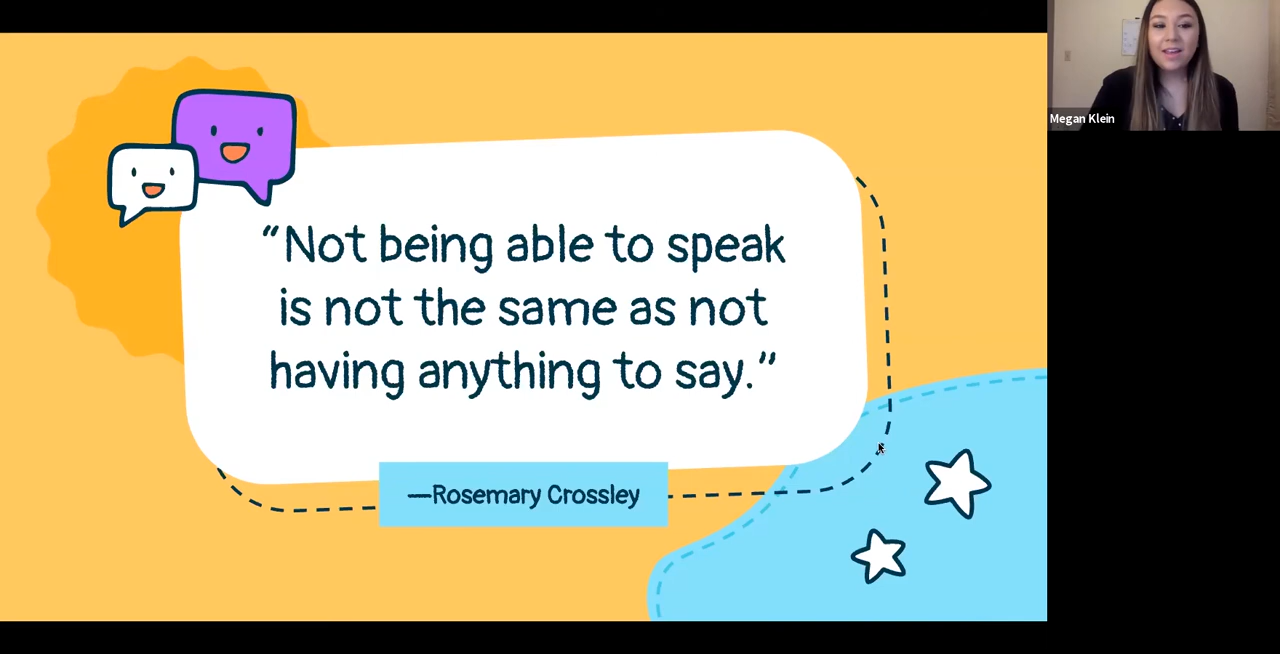 “Not being able to speak
is not the same as not
having anything to say.”
—Rosemary Crossley
Megan Klein